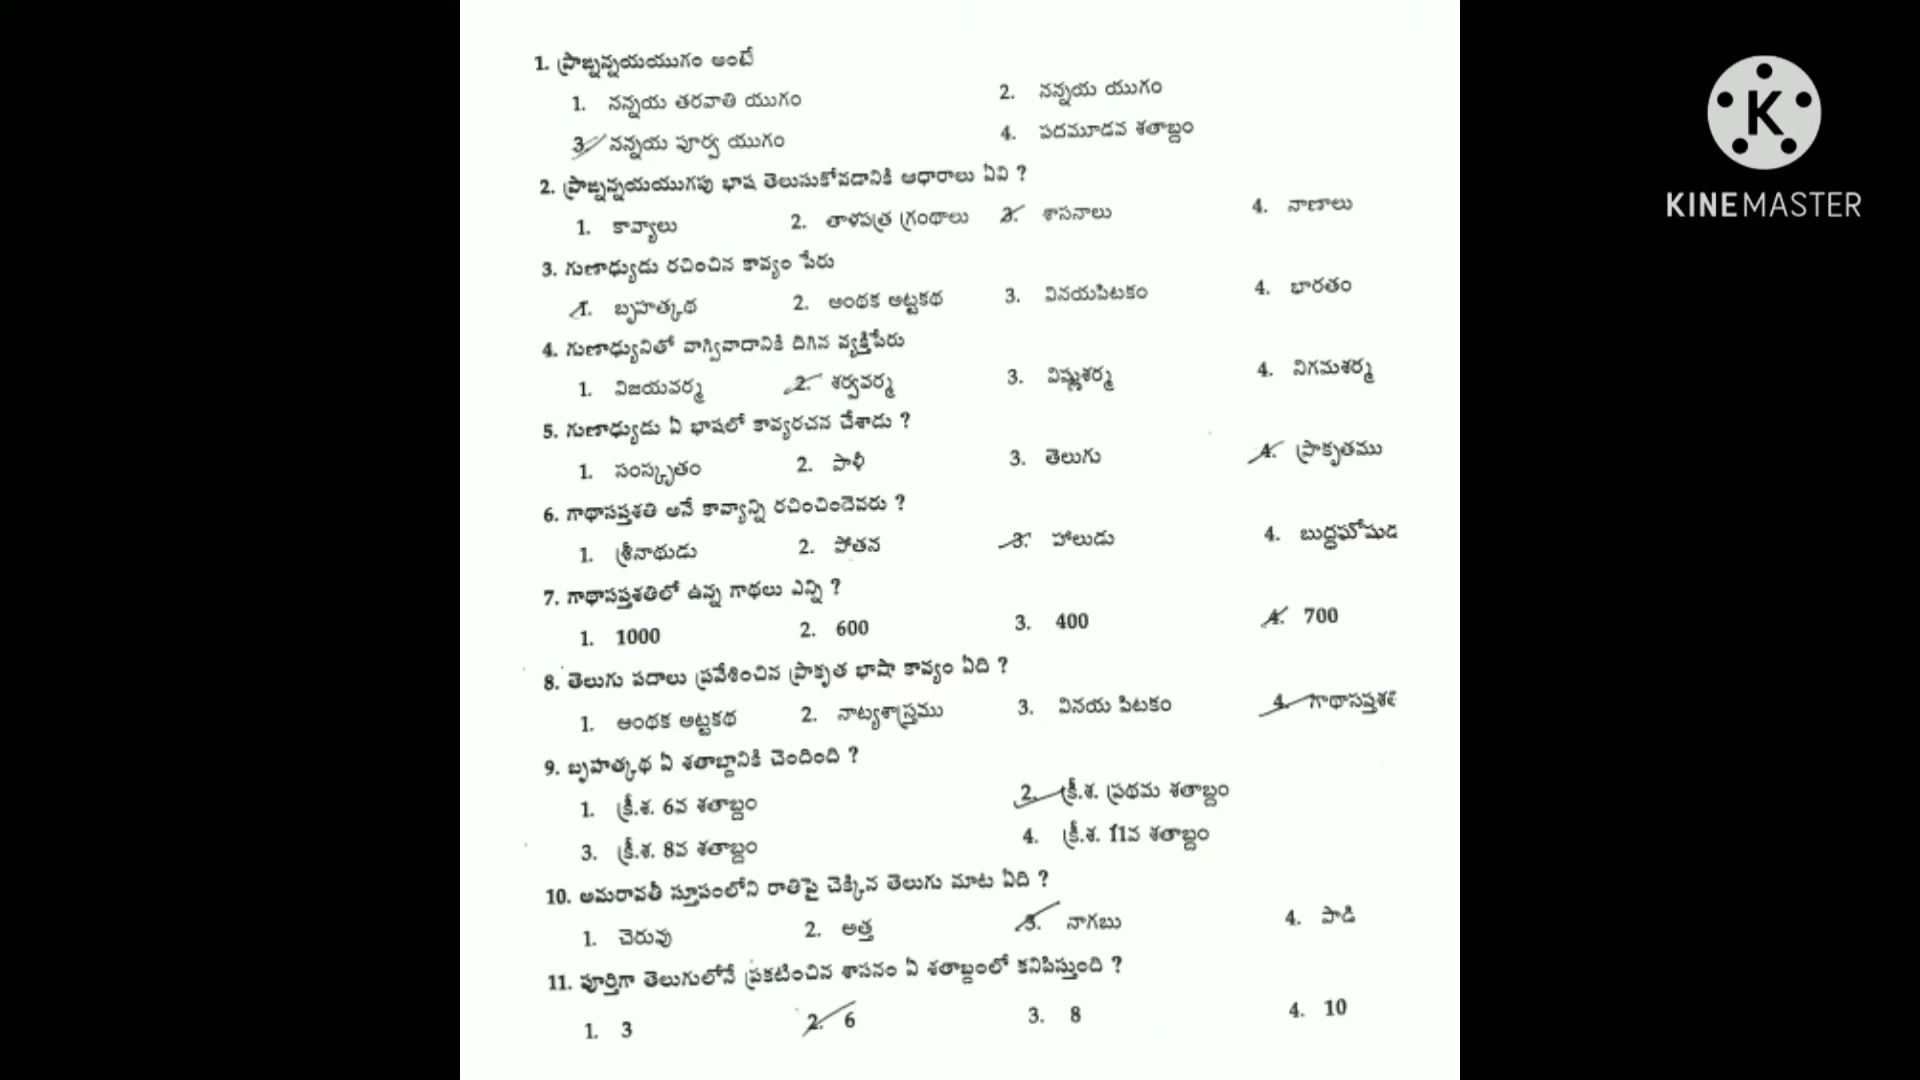 1. ప్రాఙ్నన్నయయుగం అంటే
1. నన్నయ తరవాతి యుగం 2. నన్నయ యుగం
3. నన్నయ పూర్వ యుగం 4. పదమూడవ శతాబ్దం
2. ప్రాఙ్నన్నయయుగపు భాష తెలుసుకోవడానికి ఆధారాలు ఏవి ?
1. కావ్యాలు 2. తాళపత్ర గ్రంథాలు 3. శాసనాలు 4. నాణాలు
3. గుణాఢ్యుడు రచించిన కావ్యం పేరు
1. బృహత్కథ 2. అంధక అట్టకథ 3. వినయపిటకం 4. భారతం
4. గుణాఢ్యునితో వాగ్వివాదానికి దిగిన వ్యక్తిపేరు
1. విజయవర్మ 2. శర్వవర్మ 3. విష్ణుశర్మ 4. నిగమశర్మ
5. గుణాఢ్యుడు ఏ భాషలో కావ్యరచన చేశాడు ?
1. సంస్కృతం 2. పాళీ 3. తెలుగు 4. ప్రాకృతము
6. గాథాసప్తశతి అనే కావ్యాన్ని రచించిందెవరు ?
1. శ్రీనాథుడు 2. పోతన 3. హాలుడు 4. బుద్ధఘోషుడ
7. గాథాసప్తశతిలో ఉన్న గాథలు ఎన్ని ?
1. 1000 2. 600 3. 400 4. 700
8. తెలుగు పదాలు ప్రవేశించిన ప్రాకృత భాషా కావ్యం ఏది ?
1. అంధక అట్టకథ 2. నాట్యశాస్త్రము 3. వినయ పిటకం 4. గాథాసప్తశతి
9. బృహత్కథ ఏ శతాబ్దానికి చెందింది ?
1. క్రీ.శ. 6వ శతాబ్దం 2. క్రీ.శ. ప్రథమ శతాబ్దం
3. క్రీ.శ. 8వ శతాబ్దం 4. క్రీ.శ. 11వ శతాబ్దం
10. అమరావతీ స్తూపంలోని రాతిపై చెక్కిన తెలుగు మాట ఏది ?
1. చెరువు 2. అత్త 3. నాగబు 4. పాడి
11. పూర్తిగా తెలుగులోనే ప్రకటించిన శాసనం ఏ శతాబ్దంలో కనిపిస్తుంది ?
1. 3 2. 6 3. 8 4. 10
K
KINEMASTER